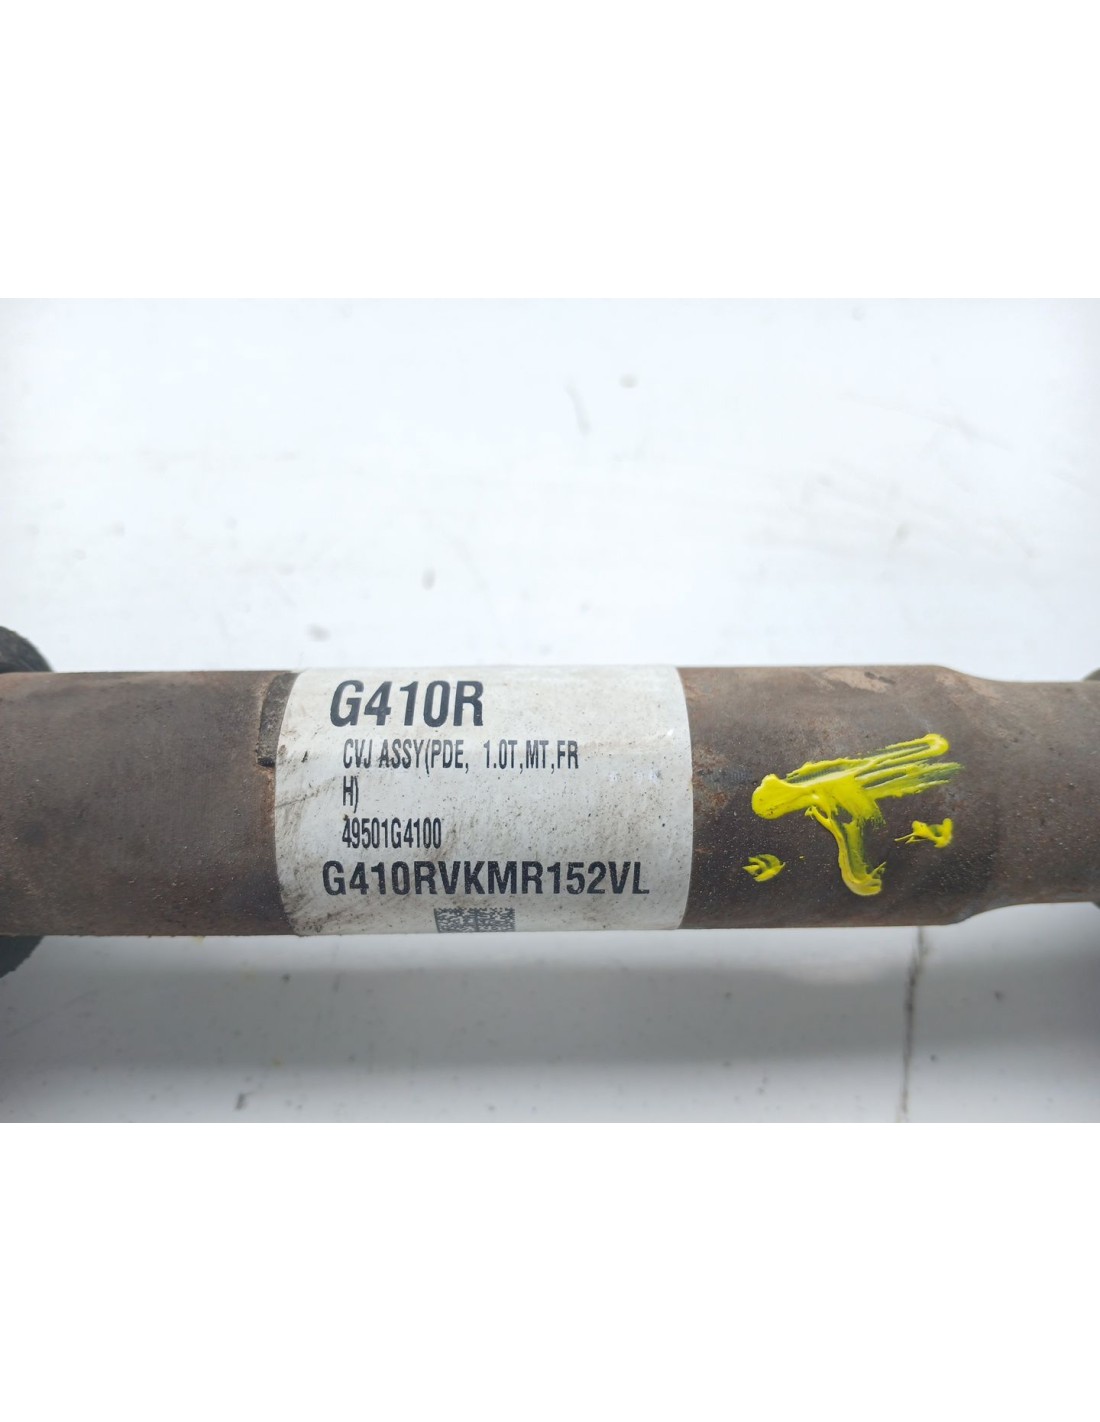 G410R
CVJ ASSY(PDE, 1.0T,MT,FR
H)
49501G4100
G410RVKMR152VL